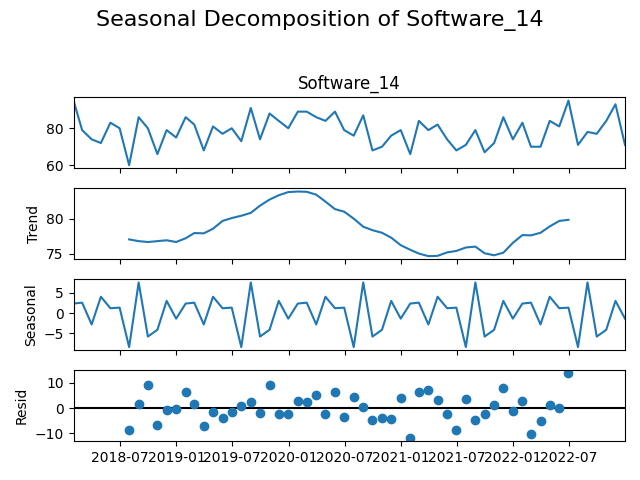 Seasonal Decomposition of Software_14
Software_14
80
60
Trend
80
75
Seasonal
5
0
−5
Resid
10
0
−10
2018-07 2019-01 2019-07 2020-01 2020-07 2021-01 2021-07 2022-01 2022-07